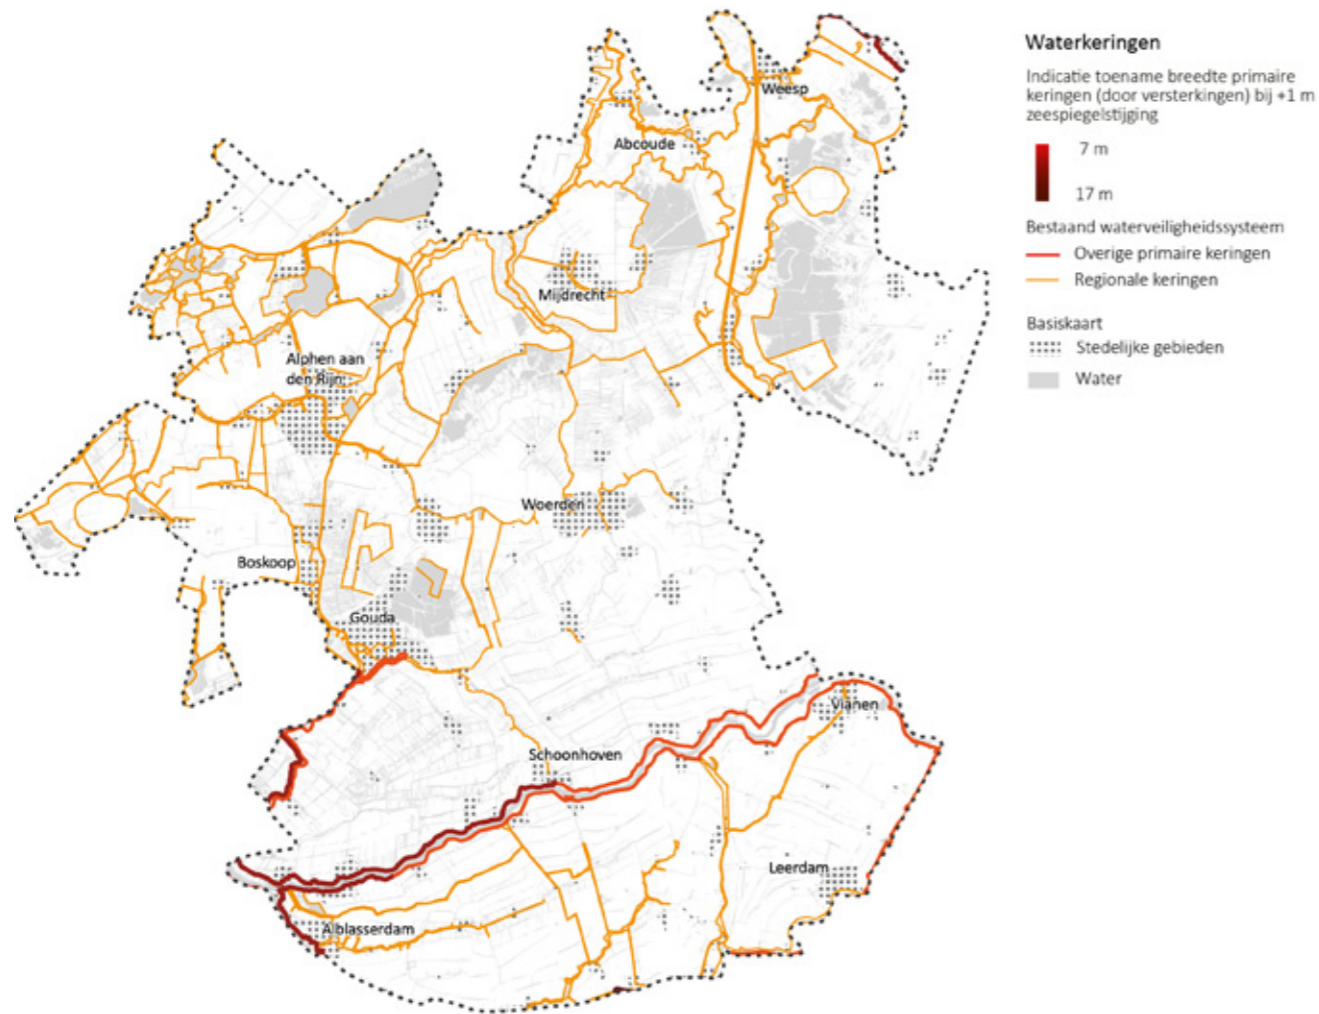 Waterkeringen
Indicatie toename breedte primaire
keringen (door versterkingen) bij +1 m
zeespiegelstijging
7 m
17 m
Bestaand waterveiligheidssysteem
Overige primaire keringen
Regionale keringen
Basiskaart
Stedelijke gebieden
Water
Weesp
Abcoude
Mijdrecht
Alphen aan
den Rijn
Woerden
Boskoop
Gouda
Vianen
Schoonhoven
Leerdam
Alblasserdam